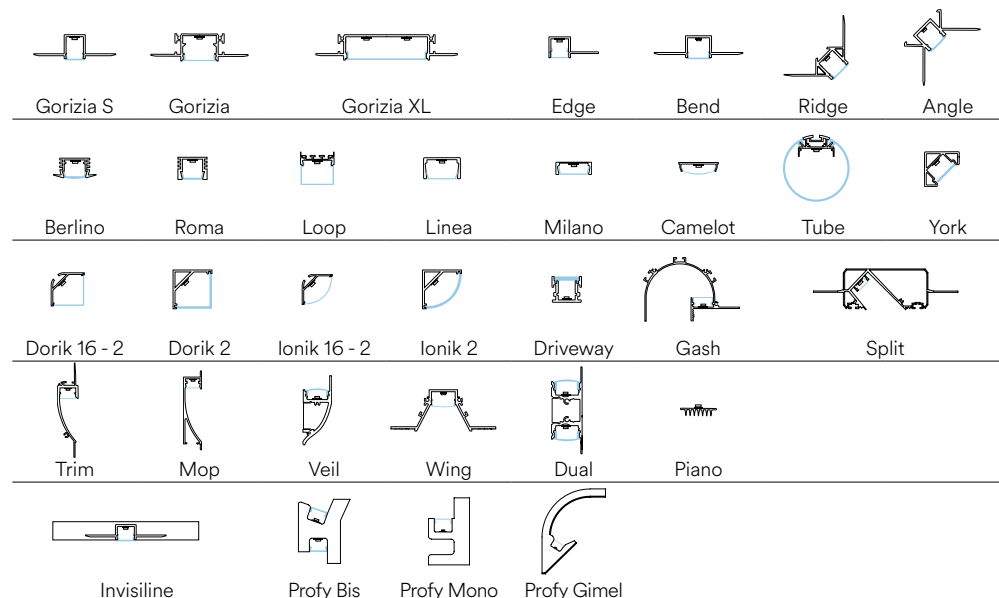 Gorizia S Gorizia Gorizia XL Edge Bend Ridge Angle
Berlino Roma Loop Linea Milano Camelot Tube York
Dorik 16 - 2 Dorik 2 Ionik 16 - 2 Ionik 2 Driveway Gash Split
Trim Mop Veil Wing Dual Piano
Invisiline Profy Bis Profy Mono Profy Gimel